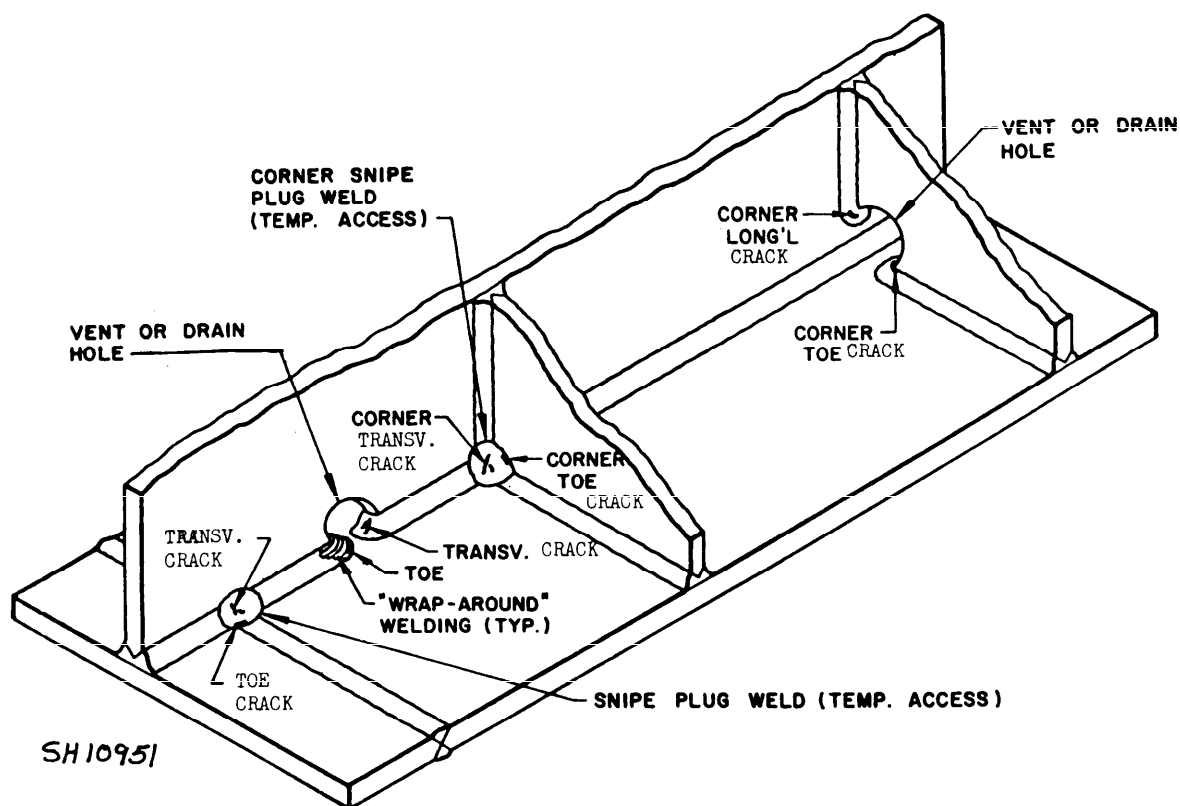 VENT OR DRAIN
HOLE
CORNER SNIPE
PLUG WELD
(TEMP. ACCESS)
CORNER
LONG'L
CRACK
VENT OR DRAIN
HOLE
CORNER
TOE CRACK
CORNER
TRANSV.
CRACK
CORNER
TOE
CRACK
TRANSV.
CRACK
TRANSV. CRACK
TOE
"WRAP-AROUND"
WELDING (TYP.)
TOE
CRACK
SNIPE PLUG WELD (TEMP. ACCESS)
SH10951